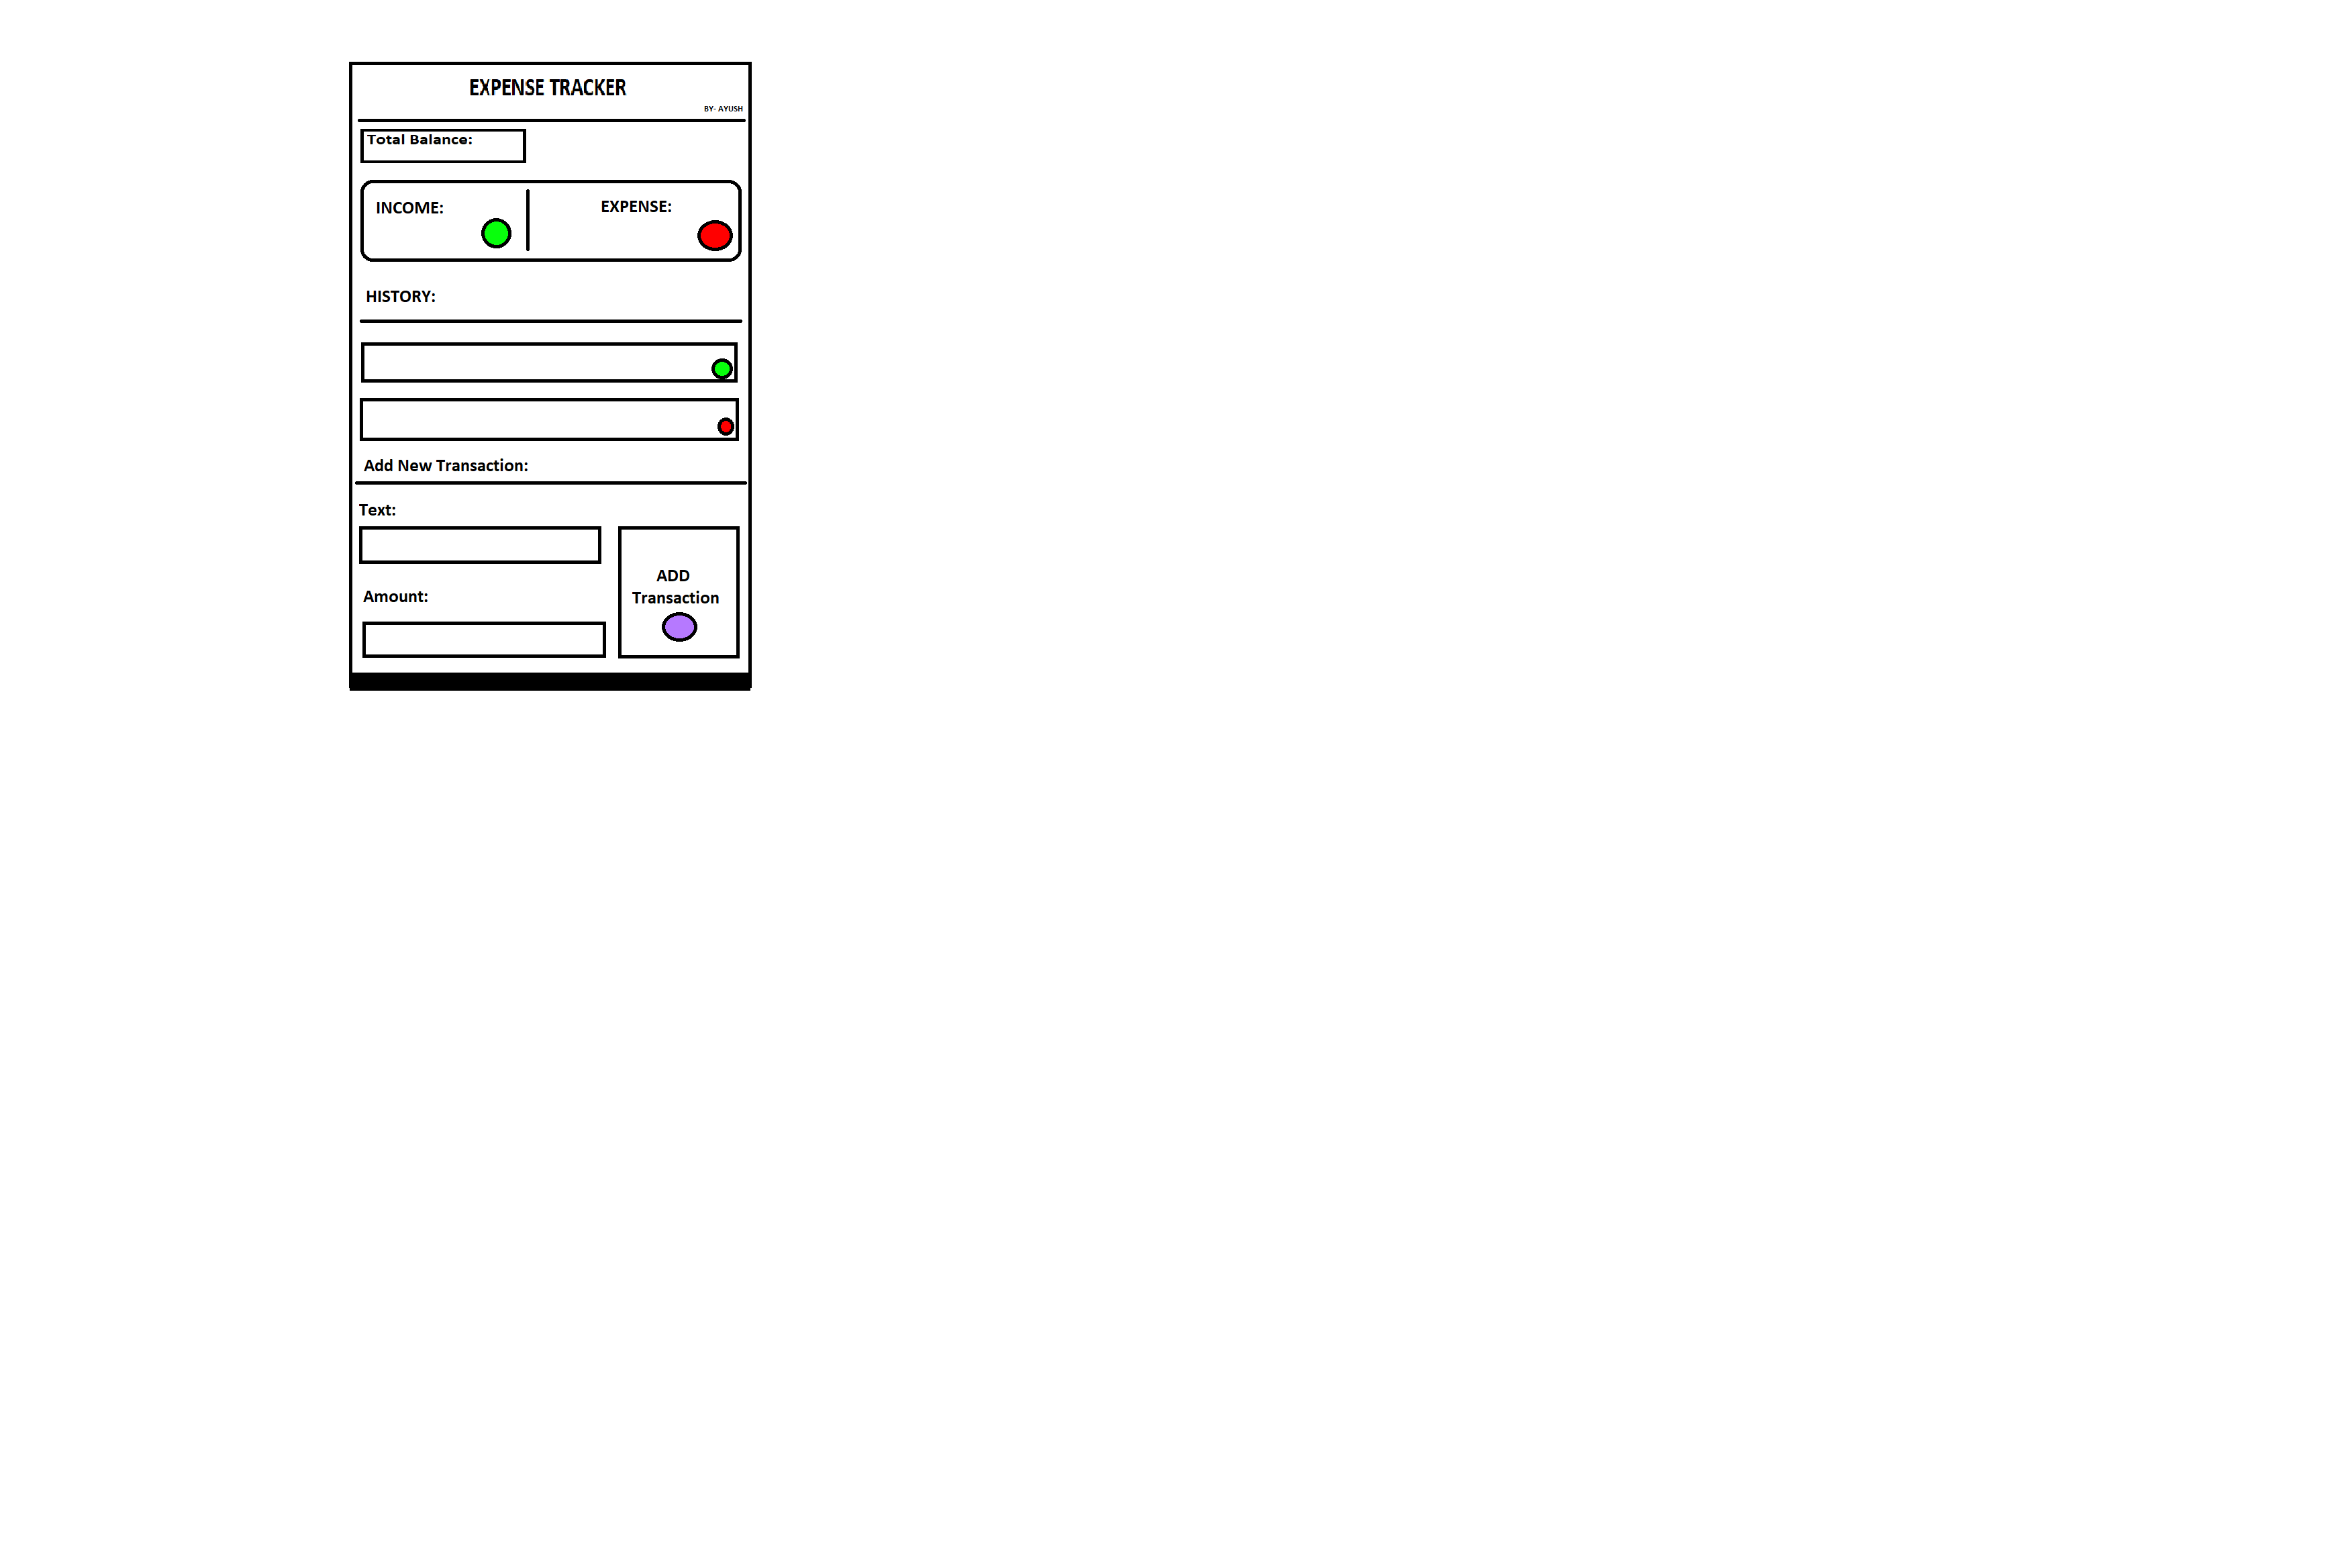 EXPENSE TRACKER
BY- AYUSH
Total Balance:
INCOME:
EXPENSE:
HISTORY:
Add New Transaction:
Text:
ADD
Transaction
Amount: